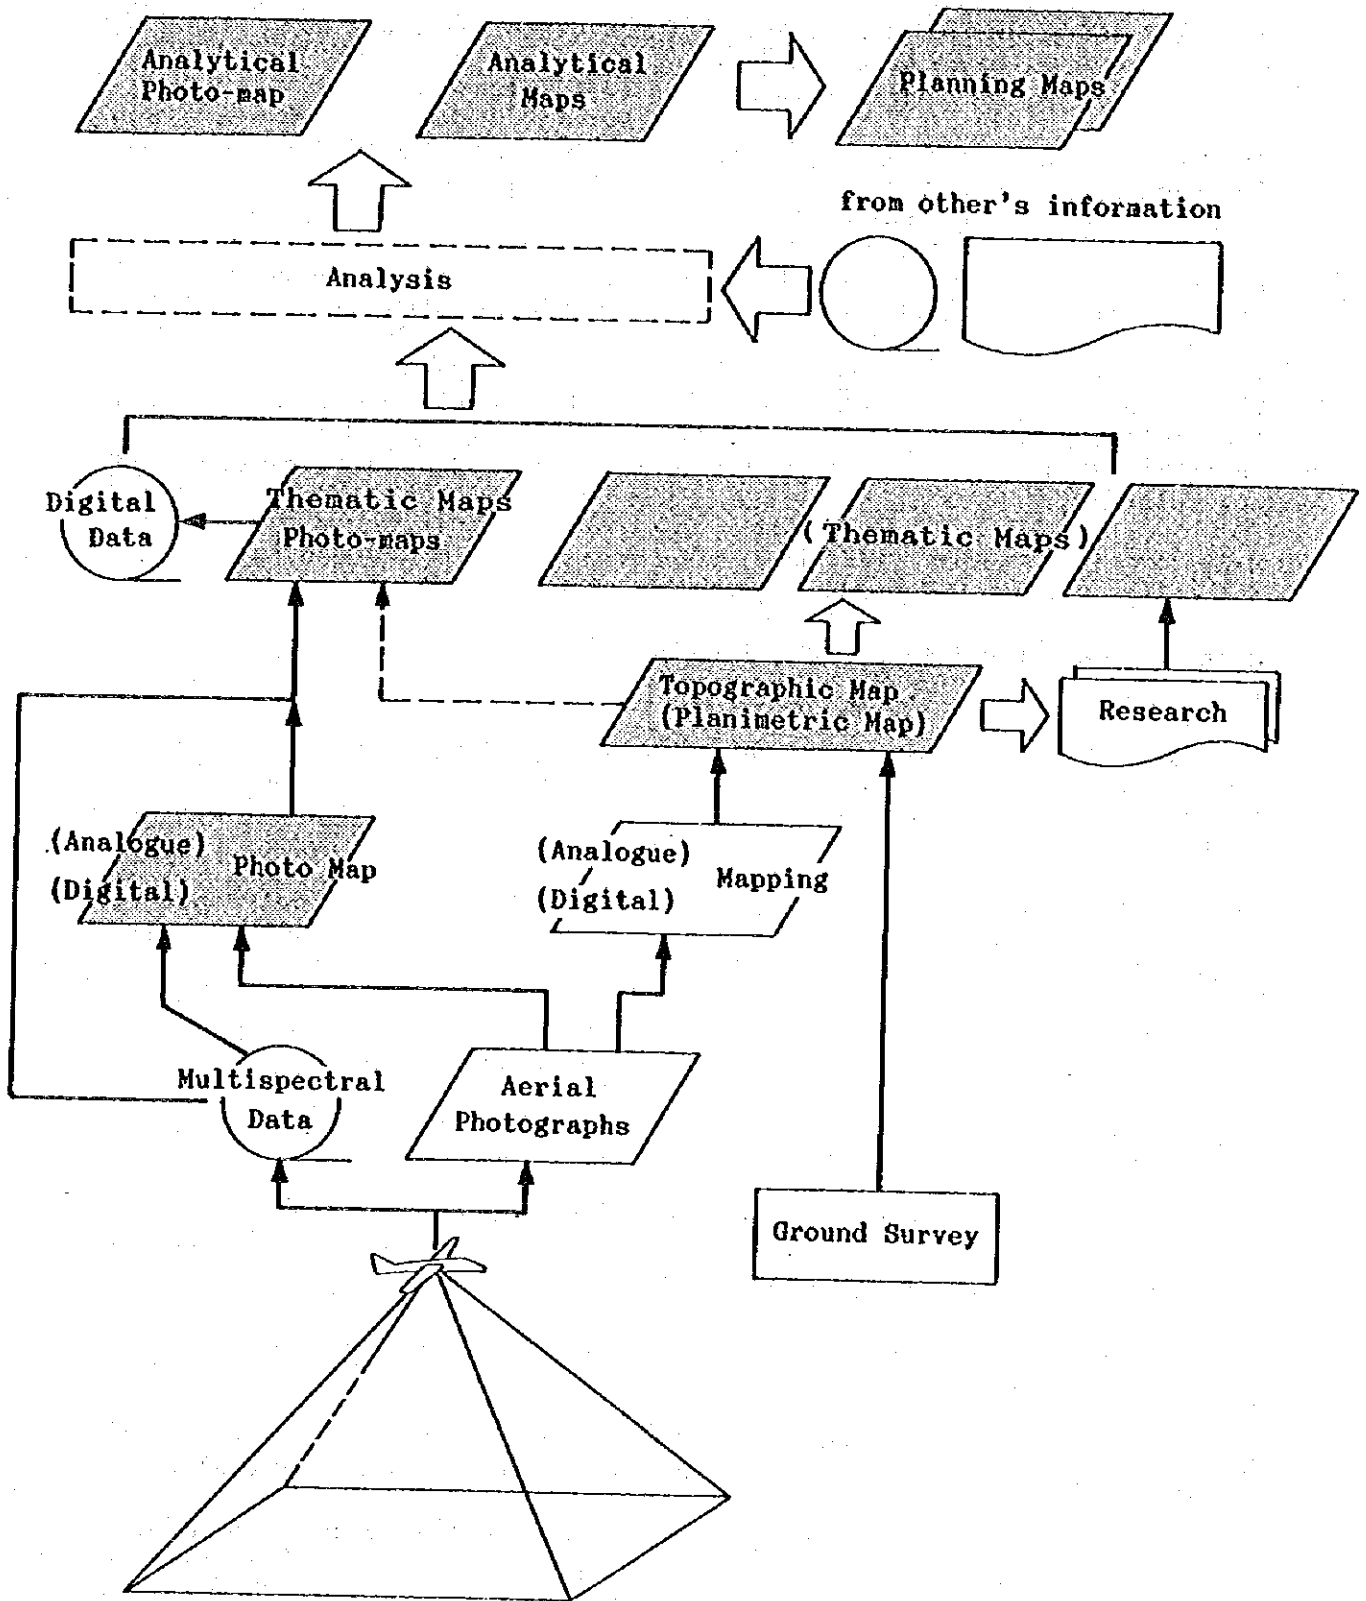 Analytical
Photo-map
Analytical
Maps
Planning Maps
from other's information
Analysis
Digital
Data
Thematic Maps
Photo-maps
(Thematic Maps)
Topographic Map
(Planimetric Map)
Research
(Analogue)
(Digital)
Photo Map
(Analogue)
(Digital)
Mapping
Multispectral
Data
Aerial
Photographs
Ground Survey